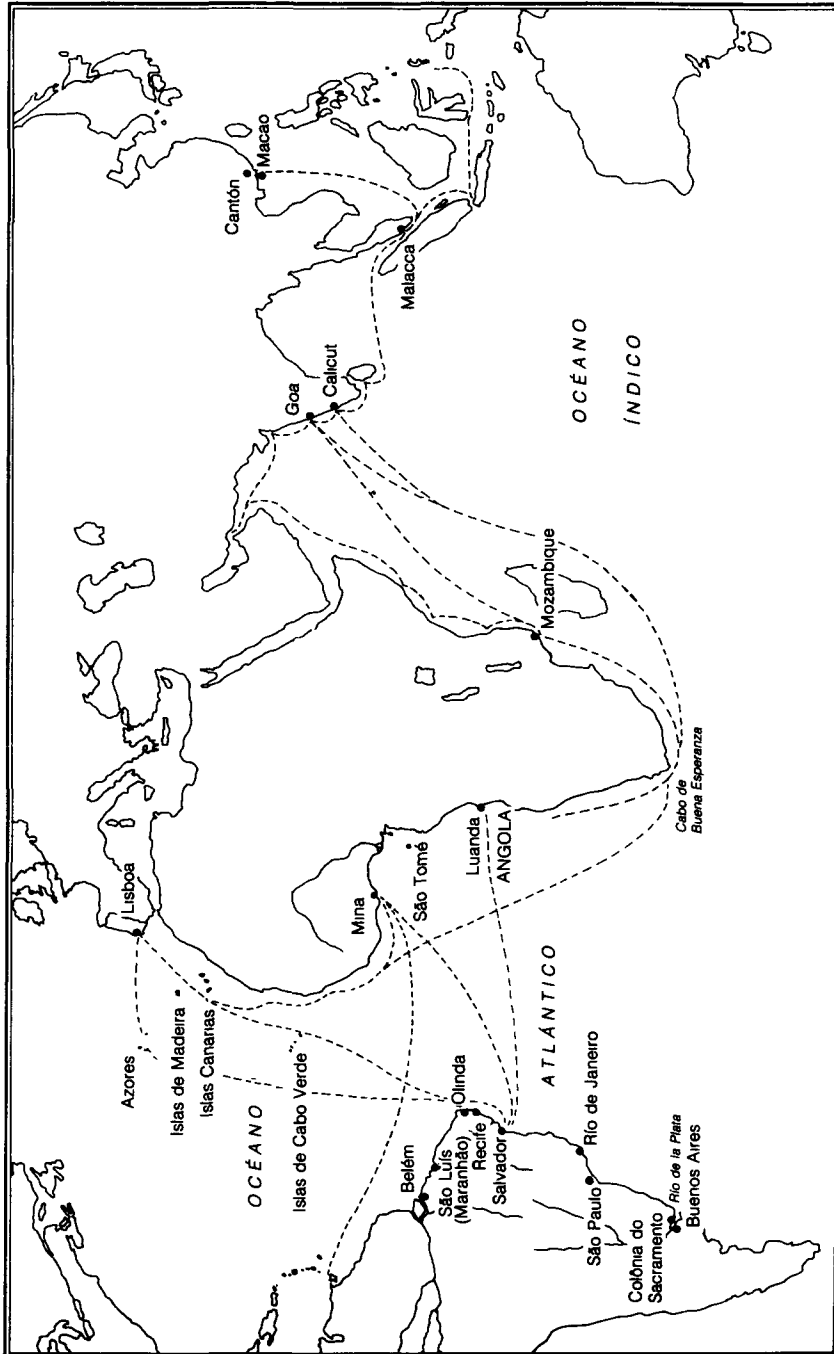 Cantón
Macao
Malacca
Goa
Calicut
OCÉANO
ÍNDICO
Mozambique
Cabo de
Buena Esperanza
Lisboa
Mina
São Tomé
Luanda
ANGOLA
Azores
Islas de Madeira
Islas Canarias
Islas de Cabo Verde
OCÉANO
ATLÁNTICO
Belém
São Luís
(Maranhão)
Olinda
Recife
Salvador
Río de Janeiro
São Paulo
Colônia do
Sacramento
Río de la Plata
Buenos Aires